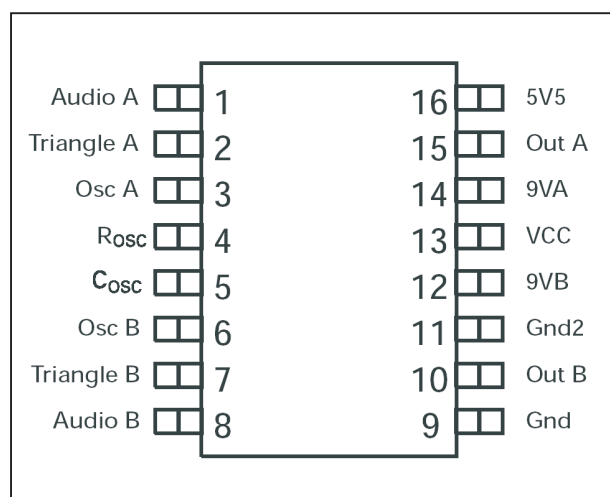 Audio A 1 16 5V5
Triangle A 2 15 Out A
Osc A 3 14 9VA
Rosc 4 13 VCC
Cosc 5 12 9VB
Osc B 6 11 Gnd2
Triangle B 7 10 Out B
Audio B 8 9 Gnd